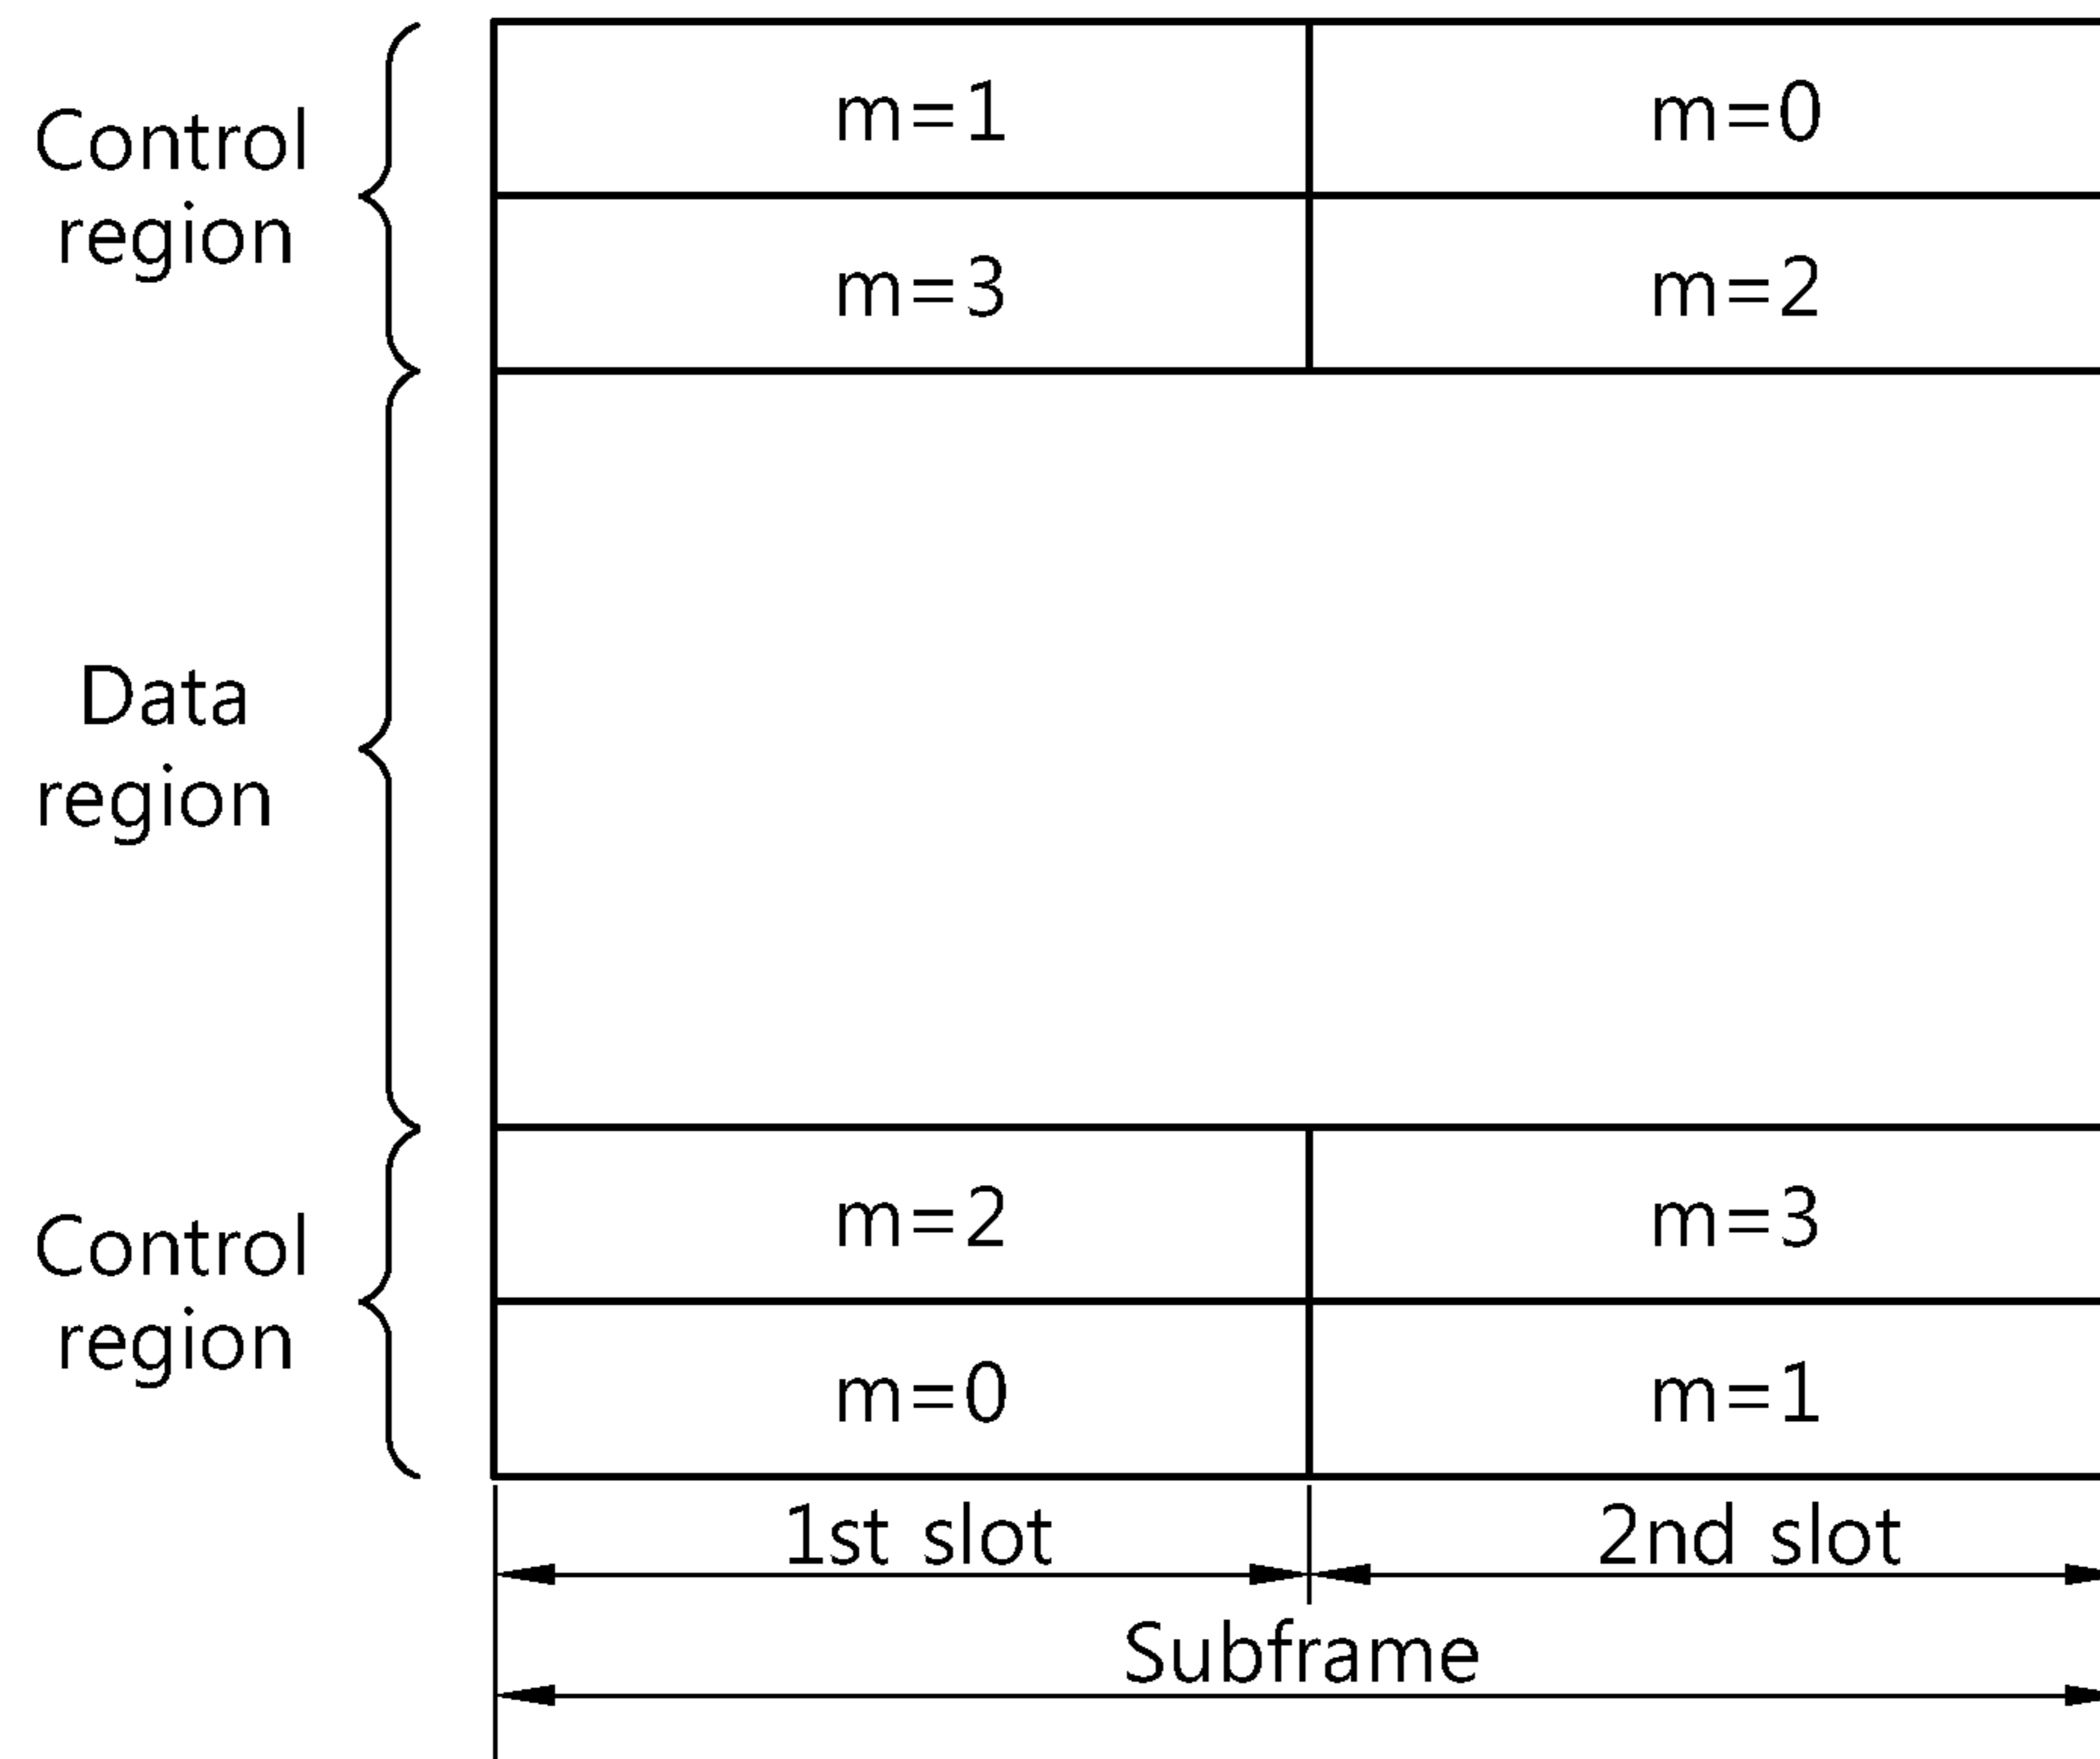 Control
region
m=1 m=0
m=3 m=2
Data
region
Control
region
m=2 m=3
m=0 m=1
1st slot 2nd slot
Subframe